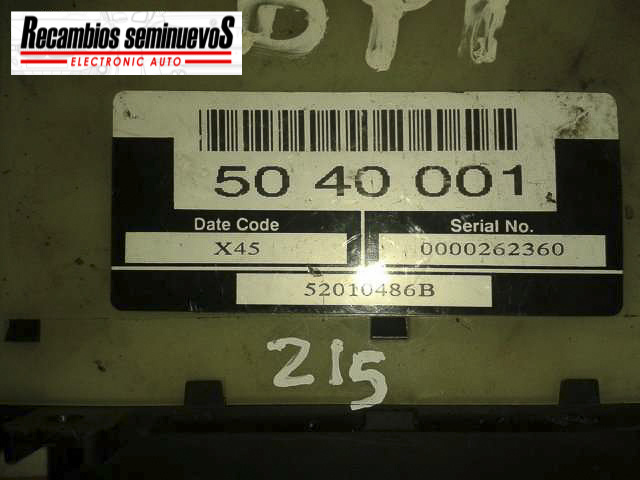 Recambios seminuevoS
ELECTRONIC AUTO
50 40 001
Date Code
Serial No.
X45
0000262360
52010486B
215